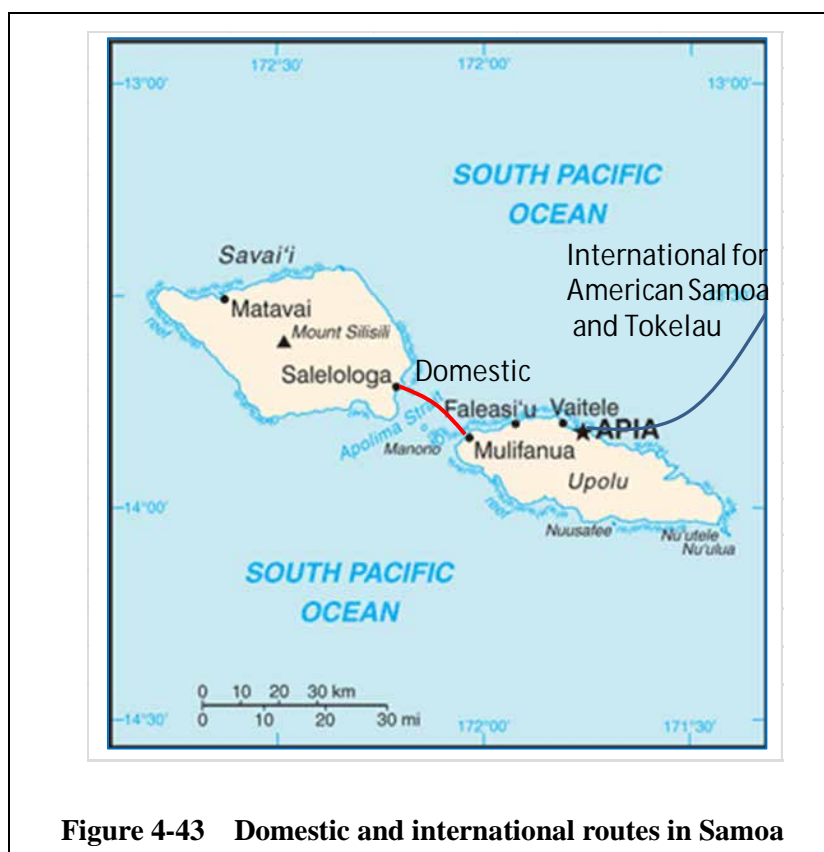 172°30'
172°00'
13°00'
13°00'
SOUTH PACIFIC
OCEAN
Savai'i
International for
American Samoa
and Tokelau
Matavai
reef
Mount Silisili
Salelologa
Domestic
Faleasi'u
Vaitele
Apolima Strait
APIA
Manono
Mulifanua
Upolu
14°00'
reef
Nuusafee
Nu'utele
Nu'ulua
SOUTH PACIFIC
OCEAN
0 10 20 30 km
0 10 20 30 mi
14°30'
172°00'
171°30'
Figure 4-43 Domestic and international routes in Samoa